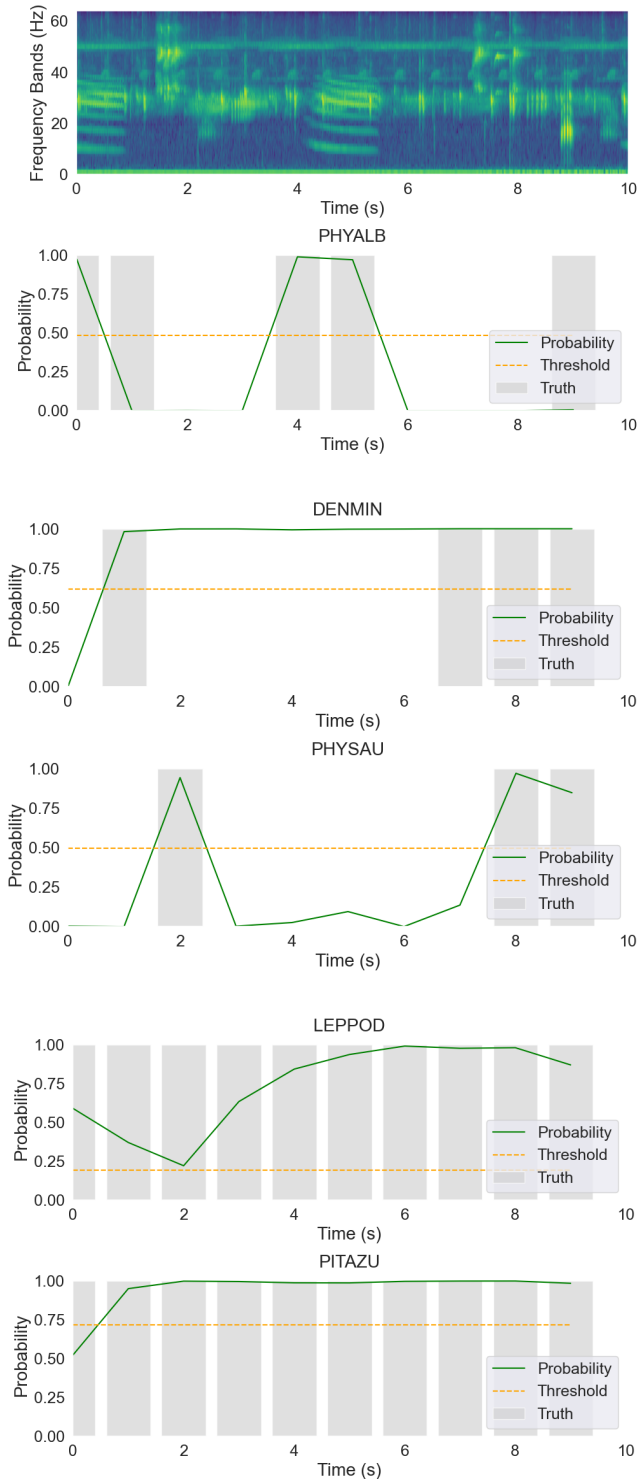 Frequency Bands (Hz)
60
40
20
0
0 2 4 6 8 10
Time (s)
PHYALB
Probability
1.00
0.75
0.50
0.25
0.00
Probability
Threshold
Truth
0 2 4 6 8 10
Time (s)
DENMIN
Probability
1.00
0.75
0.50
0.25
0.00
Probability
Threshold
Truth
0 2 4 6 8 10
Time (s)
PHYSAU
Probability
1.00
0.75
0.50
0.25
0.00
Probability
Threshold
Truth
0 2 4 6 8 10
Time (s)
LEPPOD
Probability
1.00
0.75
0.50
0.25
0.00
Probability
Threshold
Truth
0 2 4 6 8 10
Time (s)
PITAZU
Probability
1.00
0.75
0.50
0.25
0.00
Probability
Threshold
Truth
0 2 4 6 8 10
Time (s)